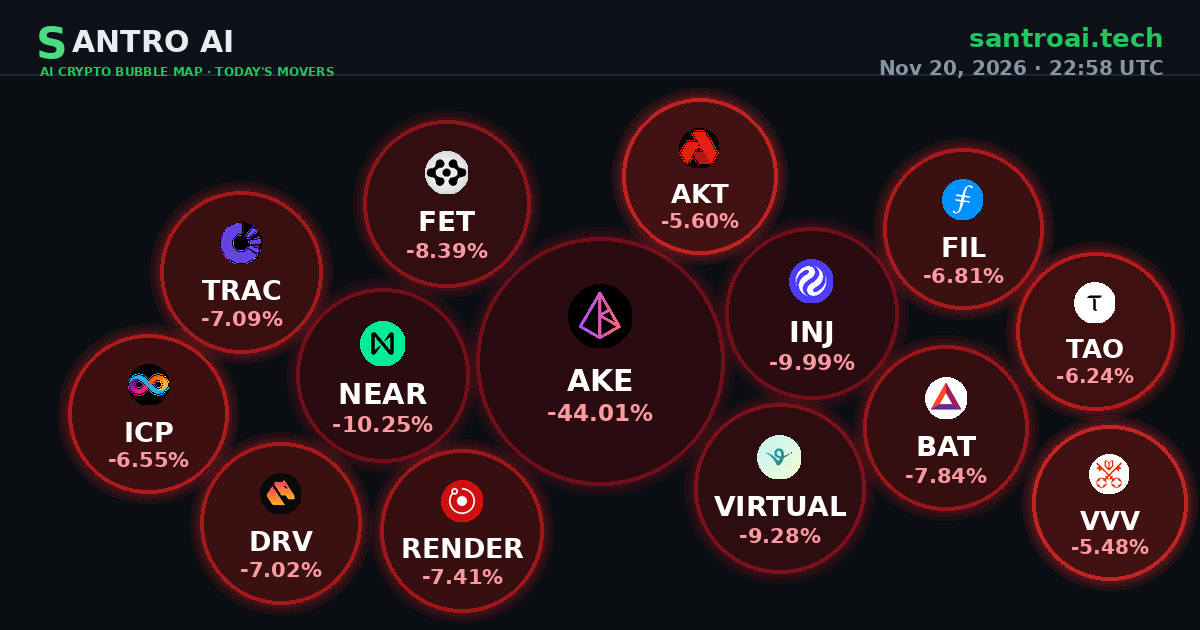 SANTRO AI
AI CRYPTO BUBBLE MAP · TODAY'S MOVERS
santroai.tech
Nov 20, 2026 · 22:58 UTC
AKT
-5.60%
FET
-8.39%
FIL
-6.81%
TRAC
-7.09%
INJ
-9.99%
TAO
-6.24%
NEAR
-10.25%
AKE
-44.01%
ICP
-6.55%
BAT
-7.84%
VIRTUAL
-9.28%
VVV
-5.48%
DRV
-7.02%
RENDER
-7.41%